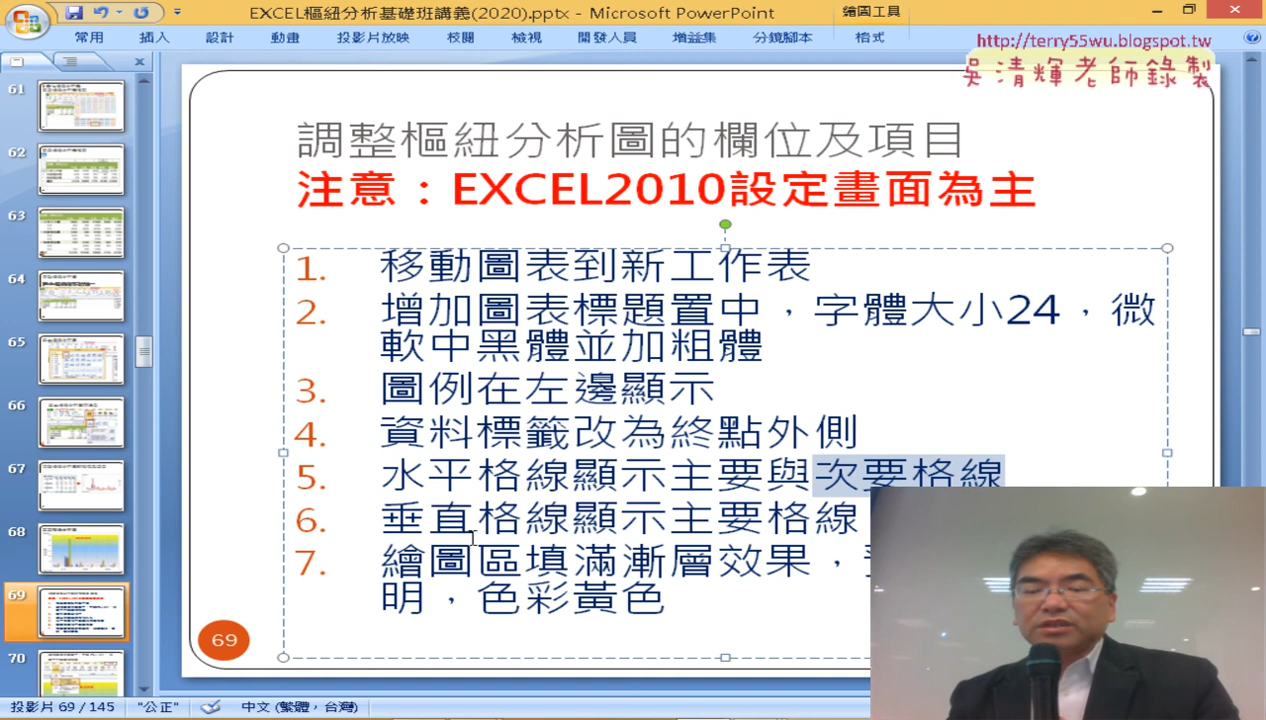 EXCEL樞紐分析基礎班講義(2020).pptx - Microsoft PowerPoint
繪圖工具
常用 插入 設計 動畫 投影片放映 校閱 檢視 開發人員 增益集 分鏡腳本 格式
http://terry55wu.blogspot.tw
吳清輝老師錄製
61
62
63
64
65
66
67
68
69
70
調整樞紐分析圖的欄位及項目
注意：EXCEL2010設定畫面為主
1. 移動圖表到新工作表
2. 增加圖表標題置中，字體大小24，微
軟中黑體並加粗體
3. 圖例在左邊顯示
4. 資料標籤改為終點外側
5. 水平格線顯示主要與次要格線
6. 垂直格線顯示主要格線
7. 繪圖區填滿漸層效果，
明，色彩黃色
69
投影片 69 / 145 "公正" 中文 (繁體，台灣)